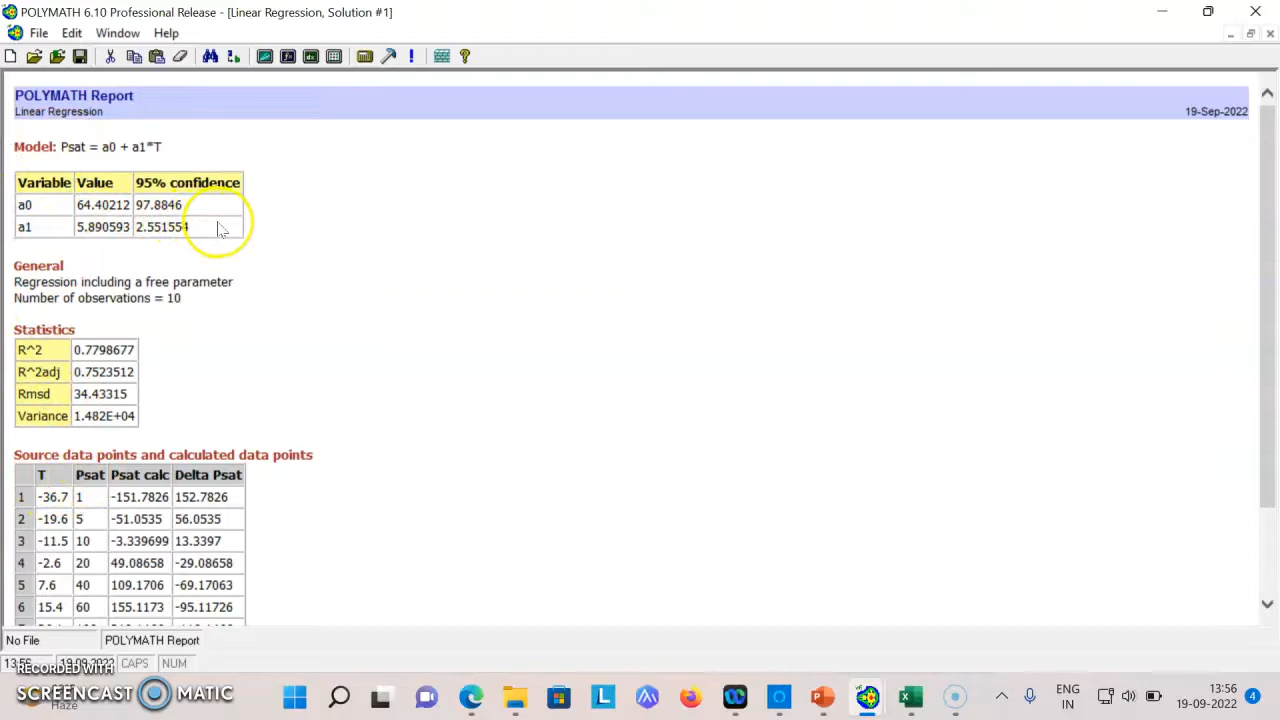 POLYMATH 6.10 Professional Release - [Linear Regression, Solution #1]
File Edit Window Help
POLYMATH Report
Linear Regression 19-Sep-2022
Model: Psat = a0 + a1*T
Variable Value 95% confidence
a0 64.40212 97.8846
a1 5.890593 2.551554
General
Regression including a free parameter
Number of observations = 10
Statistics
R^2 0.7798677
R^2adj 0.7523512
Rmsd 34.43315
Variance 1.482E+04
Source data points and calculated data points
T Psat Psat calc Delta Psat
1 -36.7 1 -151.7826 152.7826
2 -19.6 5 -51.0535 56.0535
3 -11.5 10 -3.339699 13.3397
4 -2.6 20 49.08658 -29.08658
5 7.6 40 109.1706 -69.17063
6 15.4 60 155.1173 -95.11726
No File POLYMATH Report
13:56 19.09.2022 CAPS NUM
RECORDED WITH
SCREENCAST MATIC
Haze
ENG
IN
13:56
19-09-2022
4